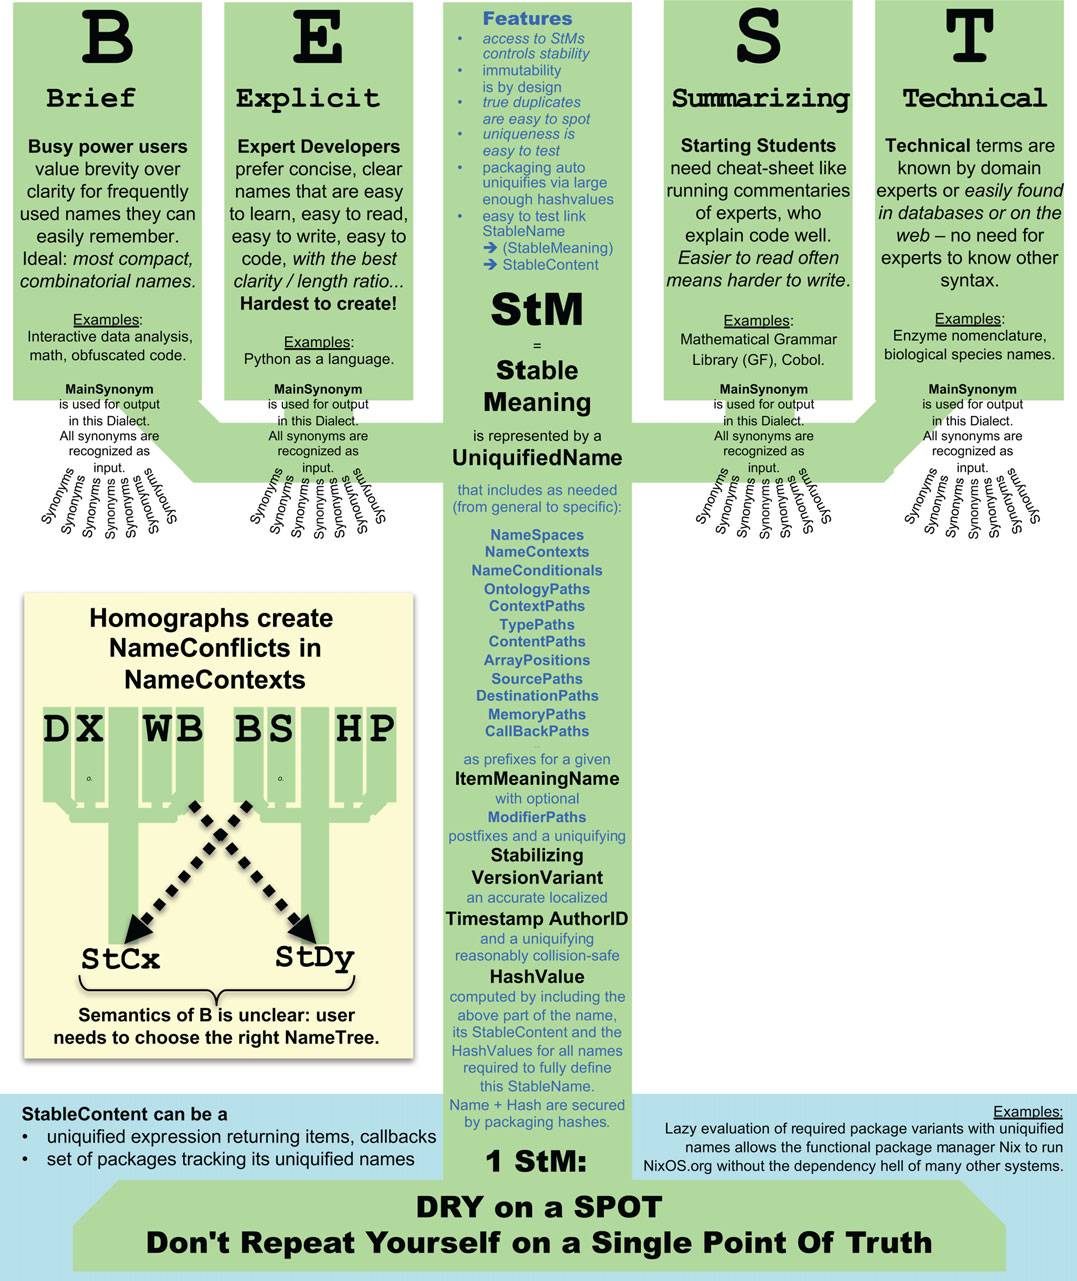 B
Brief
Busy power users
value brevity over
clarity for frequently
used names they can
easily remember.
Ideal: most compact,
combinatorial names.
Examples:
Interactive data analysis,
math, obfuscated code.
MainSynonym
is used for output
in this Dialect.
All synonyms are
recognized as
input.
Synonyms
Synonyms
Synonyms
Synonyms
Synonyms
Synonyms
E
Explicit
Expert Developers
prefer concise, clear
names that are easy
to learn, easy to read,
easy to write, easy to
code, with the best
clarity / length ratio...
Hardest to create!
Examples:
Python as a language.
MainSynonym
is used for output
in this Dialect.
All synonyms are
recognized as
input.
Synonyms
Synonyms
Synonyms
Synonyms
Synonyms
Synonyms
Features
• access to StMs
controls stability
• immutability
is by design
• true duplicates
are easy to spot
• uniqueness is
easy to test
• packaging auto
uniquifies via large
enough hashvalues
• easy to test link
StableName
➔ (StableMeaning)
➔ StableContent
StM
=
Stable
Meaning
is represented by a
UniquifiedName
that includes as needed
(from general to specific):
NameSpaces
NameContexts
NameConditionals
OntologyPaths
ContextPaths
TypePaths
ContentPaths
ArrayPositions
SourcePaths
DestinationPaths
MemoryPaths
CallBackPaths
...
as prefixes for a given
ItemMeaningName
with optional
ModifierPaths
postfixes and a uniquifying
Stabilizing
VersionVariant
an accurate localized
Timestamp AuthorID
and a uniquifying
reasonably collision-safe
HashValue
computed by including the
above part of the name,
its StableContent and the
HashValues for all names
required to fully define
this StableName.
Name + Hash are secured
by packaging hashes.
S
Summarizing
Starting Students
need cheat-sheet like
running commentaries
of experts, who
explain code well.
Easier to read often
means harder to write.
Examples:
Mathematical Grammar
Library (GF), Cobol.
MainSynonym
is used for output
in this Dialect.
All synonyms are
recognized as
input.
Synonyms
Synonyms
Synonyms
Synonyms
Synonyms
Synonyms
T
Technical
Technical terms are
known by domain
experts or easily found
in databases or on the
web – no need for
experts to know other
syntax.
Examples:
Enzyme nomenclature,
biological species names.
MainSynonym
is used for output
in this Dialect.
All synonyms are
recognized as
input.
Synonyms
Synonyms
Synonyms
Synonyms
Synonyms
Synonyms
Homographs create
NameConflicts in
NameContexts
D X W B B S H P
o. o.
StCx StDy
Semantics of B is unclear: user
needs to choose the right NameTree.
StableContent can be a
• uniquified expression returning items, callbacks
• set of packages tracking its uniquified names
Examples:
Lazy evaluation of required package variants with uniquified
names allows the functional package manager Nix to run
NixOS.org without the dependency hell of many other systems.
1 StM:
DRY on a SPOT
Don't Repeat Yourself on a Single Point Of Truth